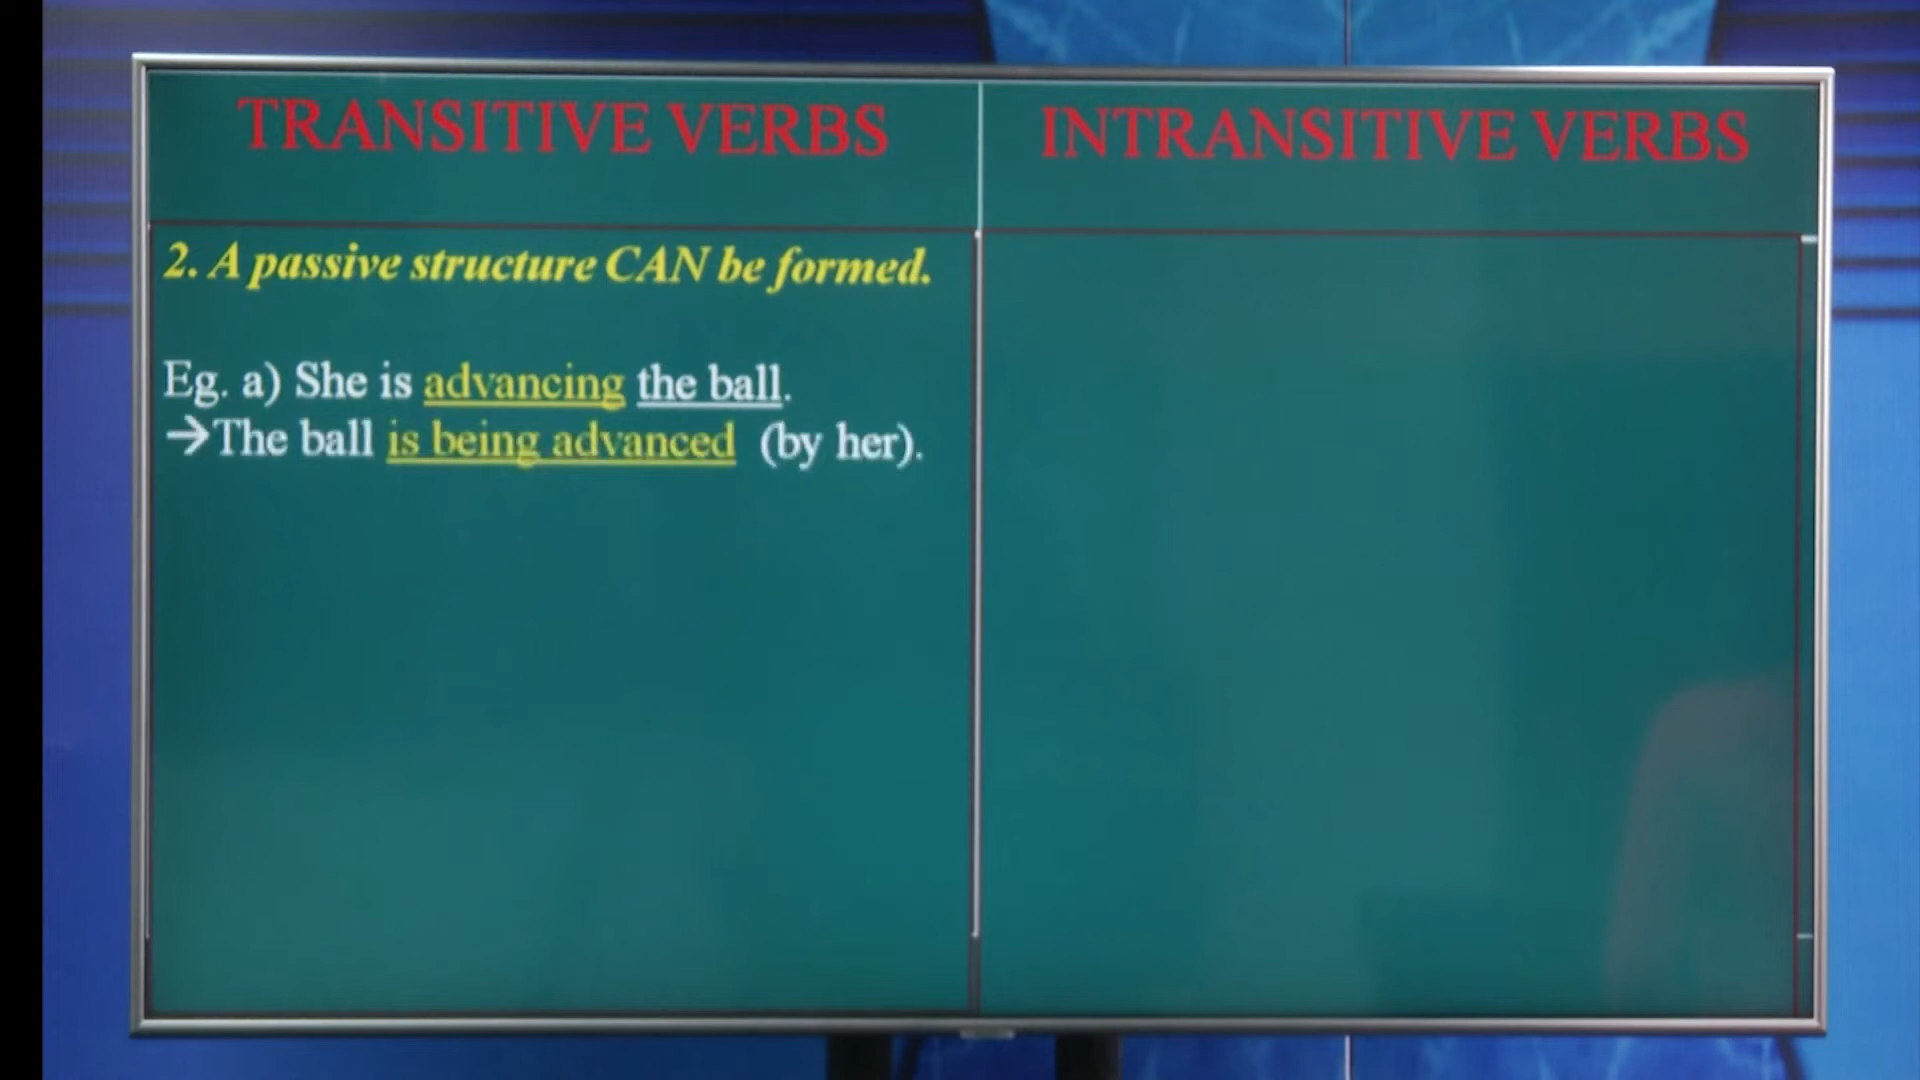 TRANSITIVE VERBS
INTRANSITIVE VERBS
2. A passive structure CAN be formed.
Eg. a) She is advancing the ball.
→The ball is being advanced (by her).